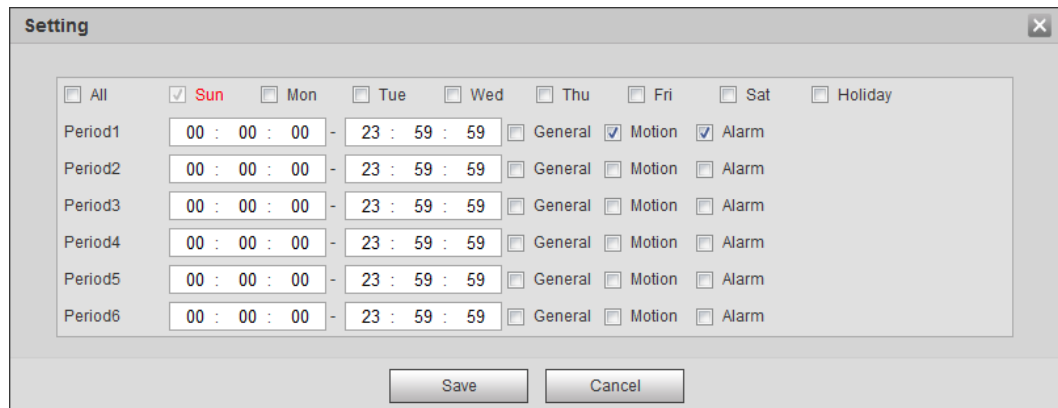 Setting
All Sun Mon Tue Wed Thu Fri Sat Holiday
Period1 00 : 00 : 00 - 23 : 59 : 59 General Motion Alarm
Period2 00 : 00 : 00 - 23 : 59 : 59 General Motion Alarm
Period3 00 : 00 : 00 - 23 : 59 : 59 General Motion Alarm
Period4 00 : 00 : 00 - 23 : 59 : 59 General Motion Alarm
Period5 00 : 00 : 00 - 23 : 59 : 59 General Motion Alarm
Period6 00 : 00 : 00 - 23 : 59 : 59 General Motion Alarm
Save Cancel